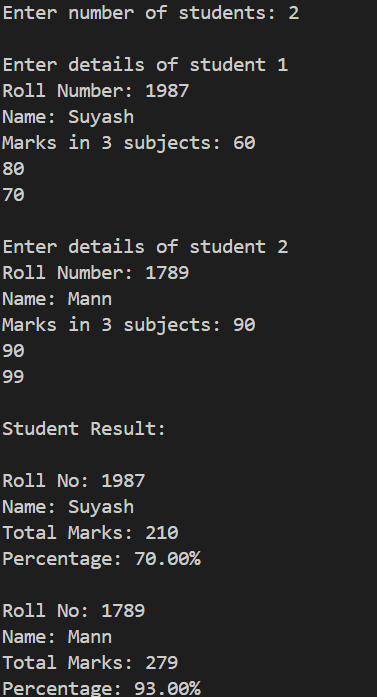 Enter number of students: 2
Enter details of student 1
Roll Number: 1987
Name: Suyash
Marks in 3 subjects: 60
80
70
Enter details of student 2
Roll Number: 1789
Name: Mann
Marks in 3 subjects: 90
90
99
Student Result:
Roll No: 1987
Name: Suyash
Total Marks: 210
Percentage: 70.00%
Roll No: 1789
Name: Mann
Total Marks: 279
Percentage: 93.00%